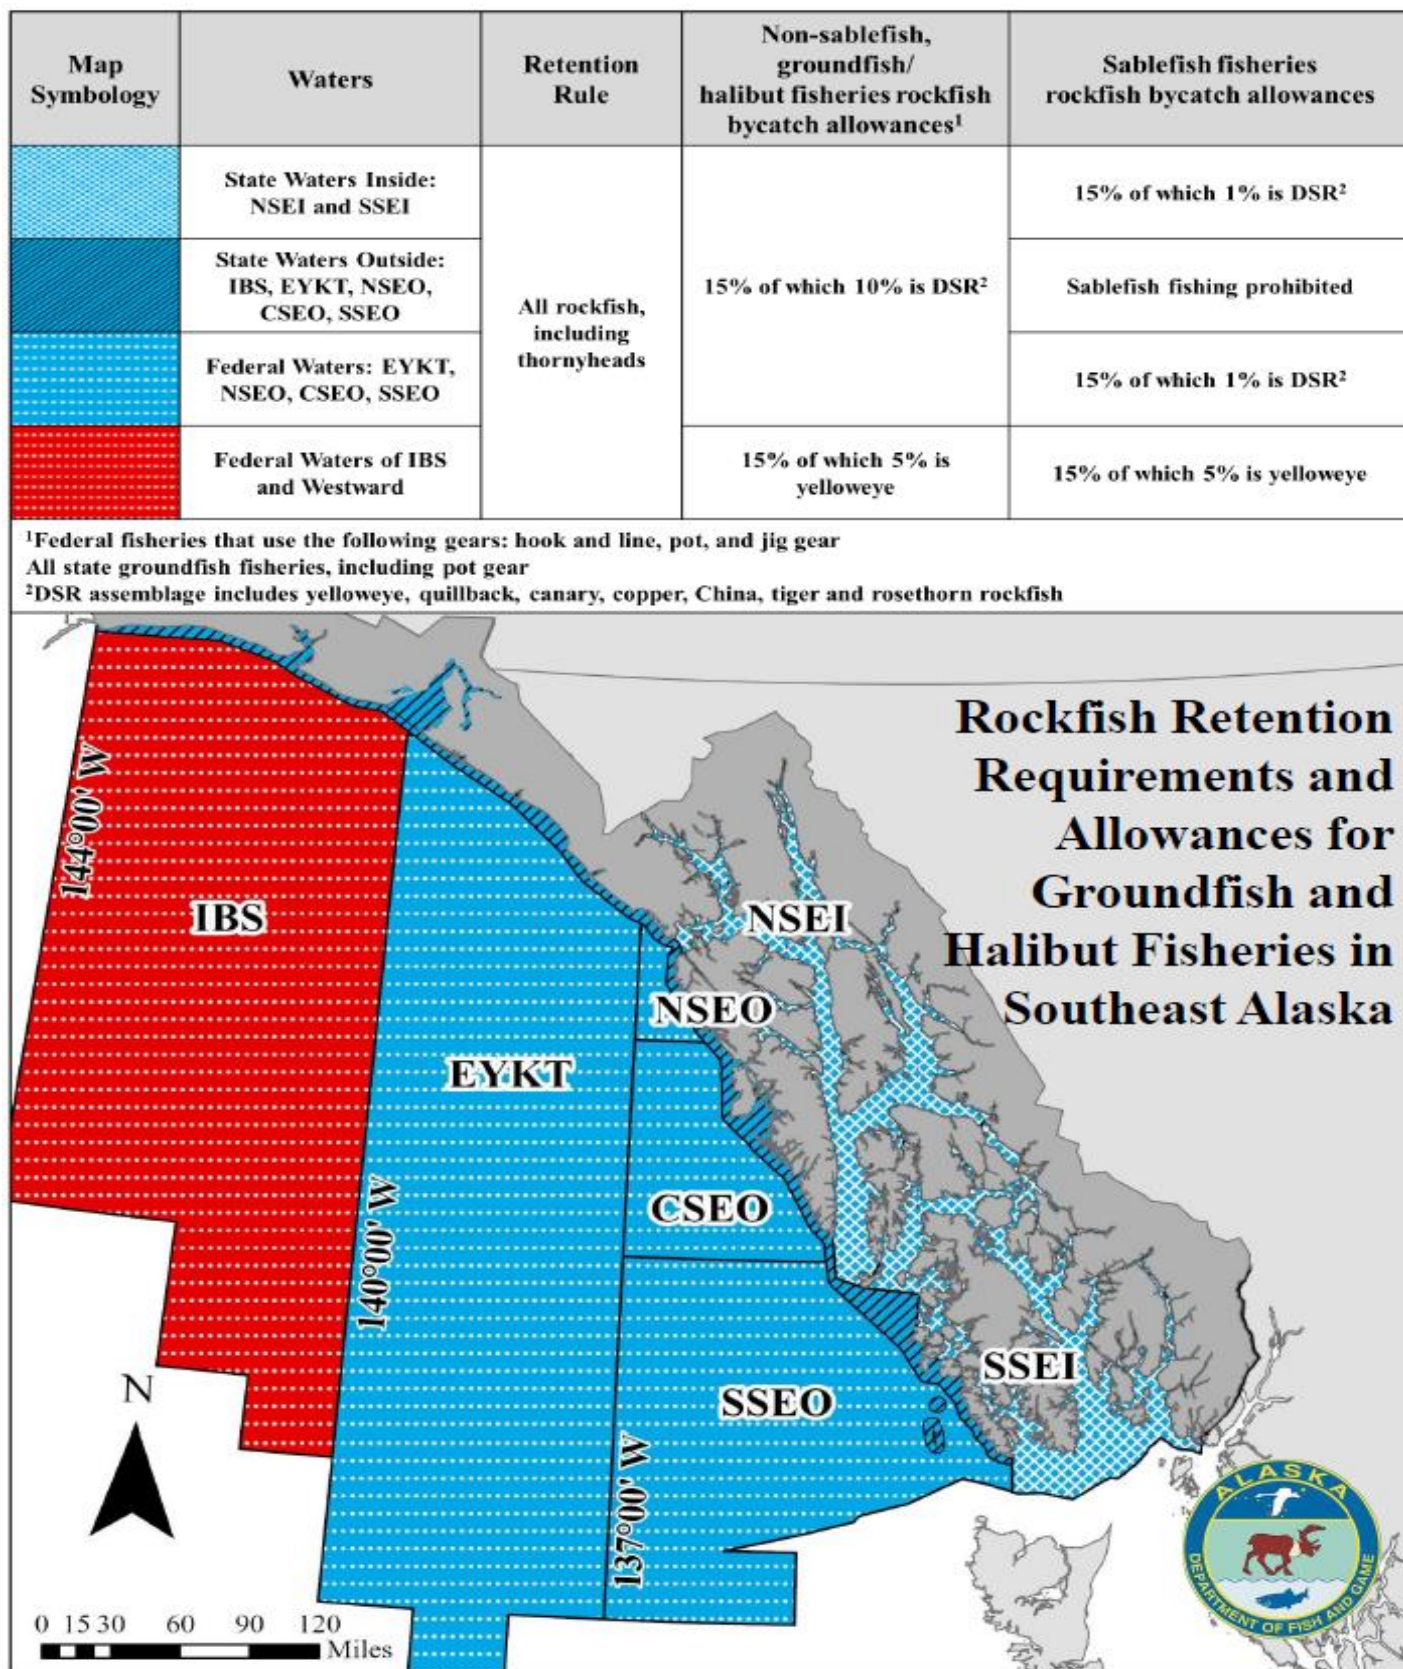 Map
Symbology
Waters
Retention
Rule
Non-sablefish,
groundfish/
halibut fisheries rockfish
bycatch allowances¹
Sablefish fisheries
rockfish bycatch allowances
State Waters Inside:
NSEI and SSEI
15% of which 1% is DSR²
State Waters Outside:
IBS, EYKT, NSEO,
CSEO, SSEO
All rockfish,
including
thornyheads
15% of which 10% is DSR²
Sablefish fishing prohibited
Federal Waters: EYKT,
NSEO, CSEO, SSEO
15% of which 1% is DSR²
Federal Waters of IBS
and Westward
15% of which 5% is
yelloweye
15% of which 5% is yelloweye
¹Federal fisheries that use the following gears: hook and line, pot, and jig gear
All state groundfish fisheries, including pot gear
²DSR assemblage includes yelloweye, quillback, canary, copper, China, tiger and rosethorn rockfish
Rockfish Retention
Requirements and
Allowances for
Groundfish and
Halibut Fisheries in
Southeast Alaska
144°00' W
IBS
NSEI
NSEO
EYKT
CSEO
140°00' W
SSEI
SSEO
137°00' W
N
0 15 30 60 90 120
Miles
ALASKA
DEPARTMENT OF FISH AND GAME